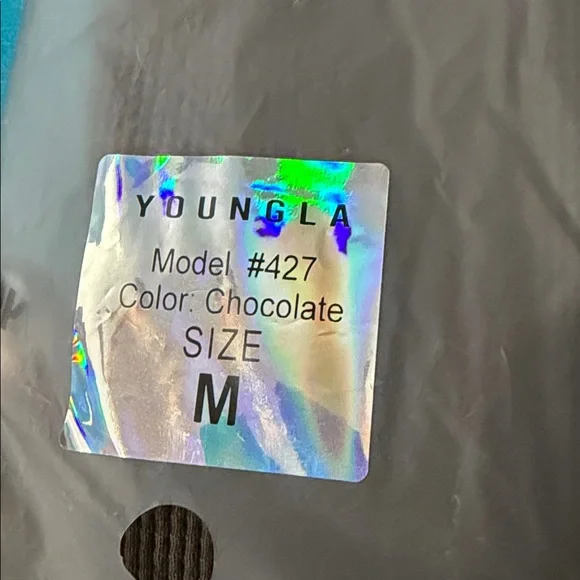 YOUNGLA
Model #427
Color: Chocolate
SIZE
M